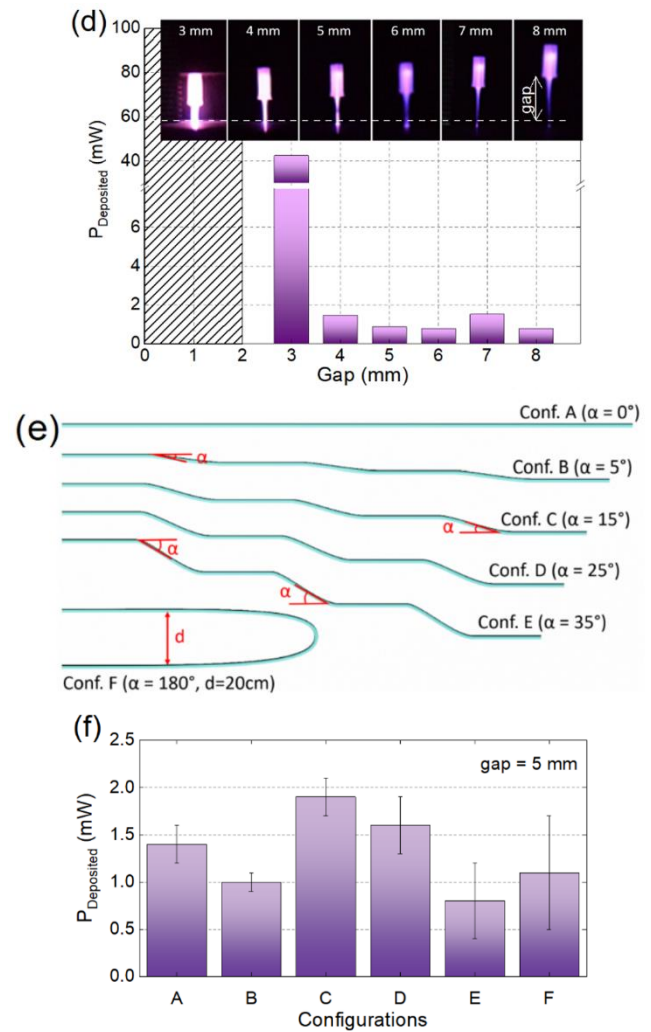 (d)
3 mm 4 mm 5 mm 6 mm 7 mm 8 mm
gap
100
80
60
40
6
4
2
0
P_Deposited (mW)
0 1 2 3 4 5 6 7 8
Gap (mm)
(e)
Conf. A (α = 0°)
α
Conf. B (α = 5°)
α
Conf. C (α = 15°)
α
Conf. D (α = 25°)
α
Conf. E (α = 35°)
d
Conf. F (α = 180°, d=20cm)
(f)
gap = 5 mm
2.5
2.0
1.5
1.0
0.5
0.0
P_Deposited (mW)
A B C D E F
Configurations